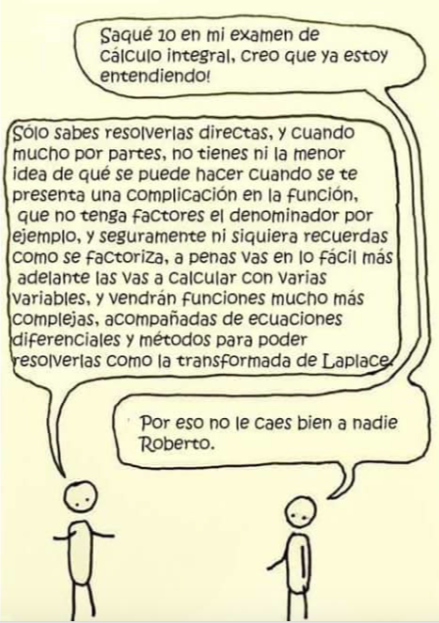 Saqué 10 en mi examen de
cálculo integral, creo que ya estoy
entendiendo!
Sólo sabes resolverlas directas, y cuando
mucho por partes, no tienes ni la menor
idea de qué se puede hacer cuando se te
presenta una complicación en la función,
que no tenga factores el denominador por
ejemplo, y seguramente ni siquiera recuerdas
como se factoriza, a penas vas en lo fácil más
adelante las vas a calcular con varias
variables, y vendrán funciones mucho más
complejas, acompañadas de ecuaciones
diferenciales y métodos para poder
resolverlas como la transformada de Laplace.
Por eso no le caes bien a nadie
Roberto.